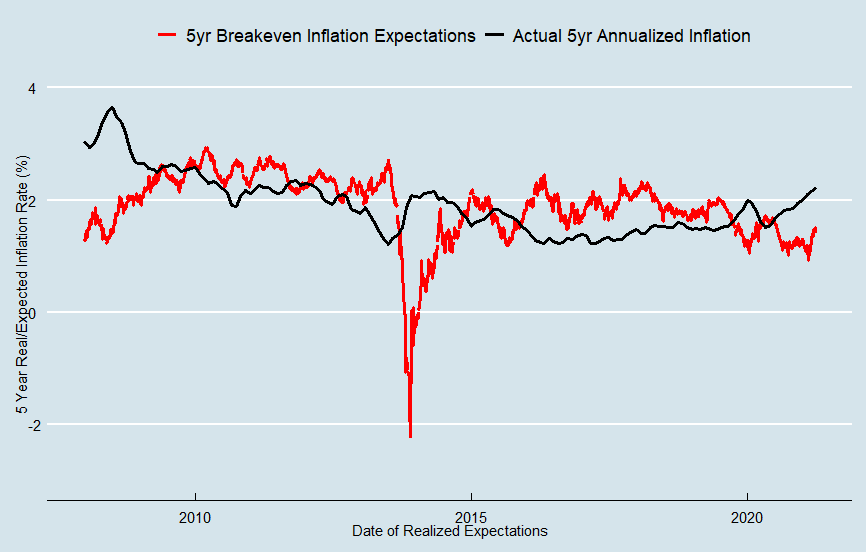 5yr Breakeven Inflation Expectations Actual 5yr Annualized Inflation
4
2
0
-2
5 Year Real/Expected Inflation Rate (%)
2010 2015 2020
Date of Realized Expectations